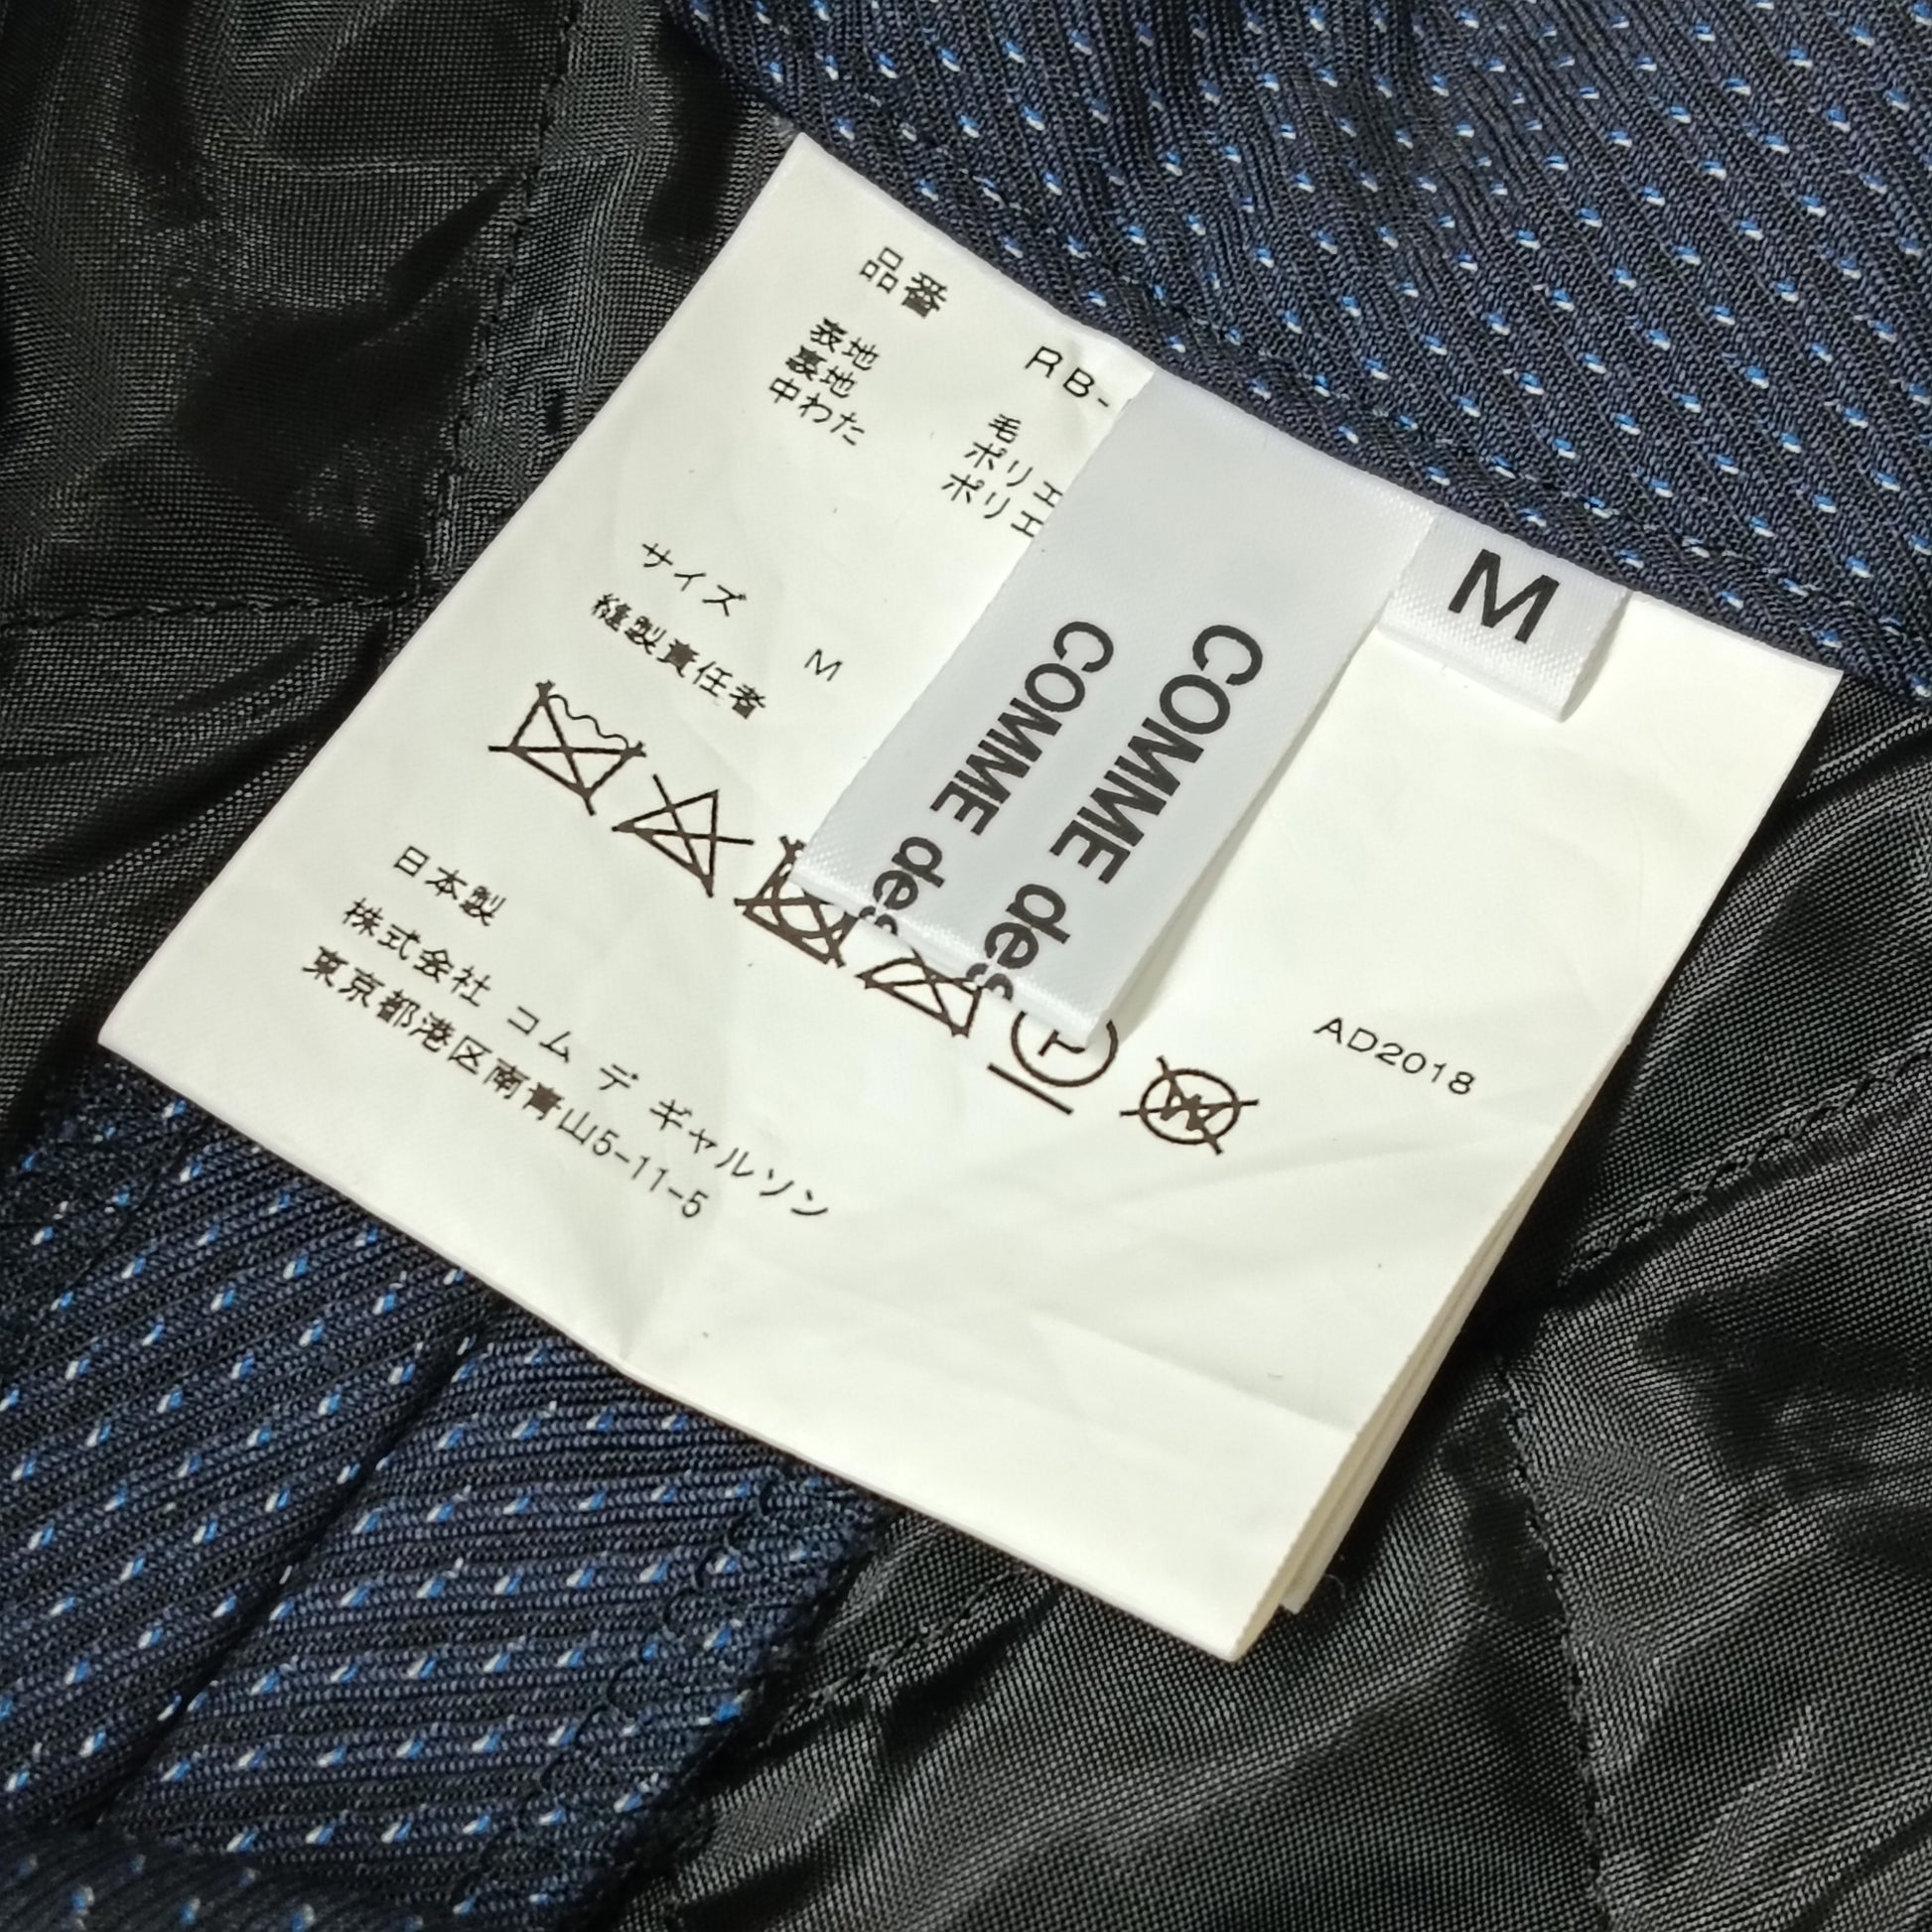 品番
RB-
表地 毛
裏地 ポリエ
中わた ポリエ
サイズ M
縫製責任者
日本製
株式会社 コム デ ギャルソン
東京都港区南青山5-11-5
AD2018
COMME des
COMME des
M
P
W